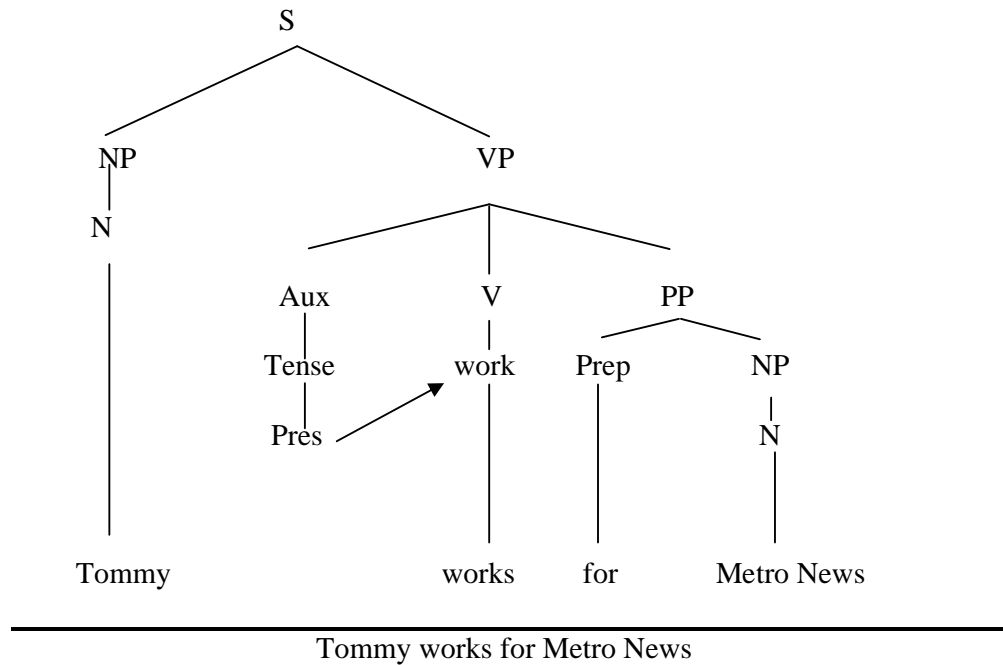 S
NP VP
N
Aux V PP
Tense work Prep NP
Pres N
Tommy works for Metro News
Tommy works for Metro News